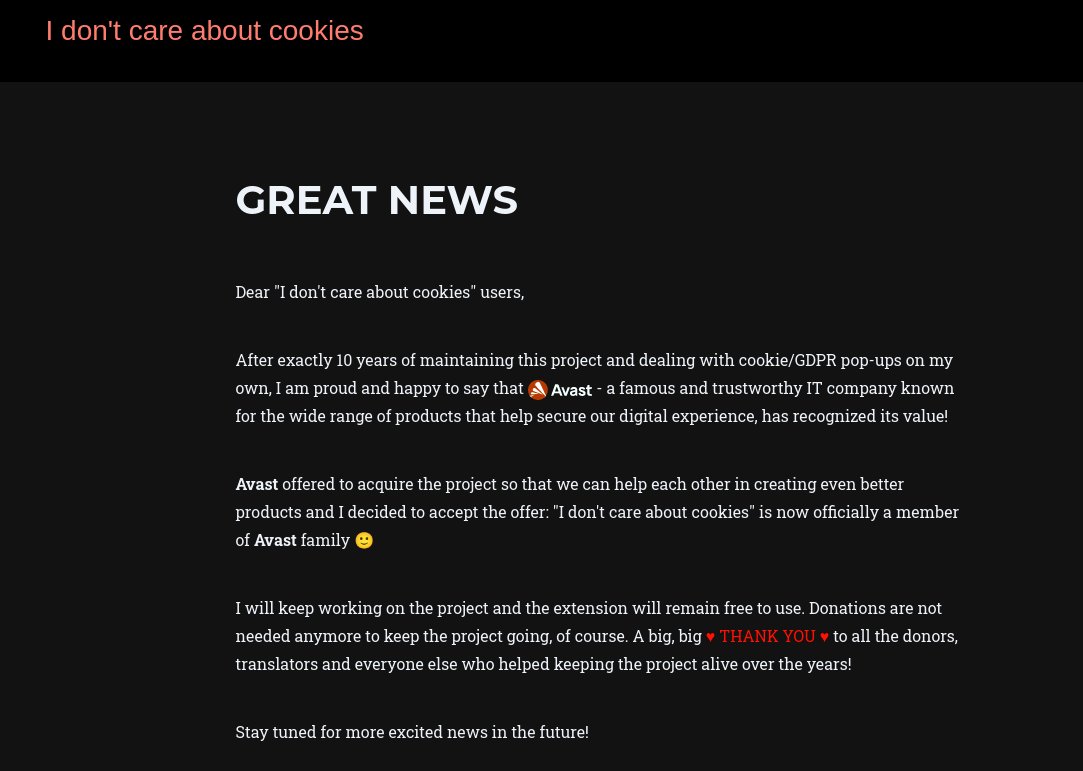 I don't care about cookies
GREAT NEWS
Dear "I don't care about cookies" users,
After exactly 10 years of maintaining this project and dealing with cookie/GDPR pop-ups on my
own, I am proud and happy to say that Avast - a famous and trustworthy IT company known
for the wide range of products that help secure our digital experience, has recognized its value!
Avast offered to acquire the project so that we can help each other in creating even better
products and I decided to accept the offer: "I don't care about cookies" is now officially a member
of Avast family 🙂
I will keep working on the project and the extension will remain free to use. Donations are not
needed anymore to keep the project going, of course. A big, big ♥ THANK YOU ♥ to all the donors,
translators and everyone else who helped keeping the project alive over the years!
Stay tuned for more excited news in the future!